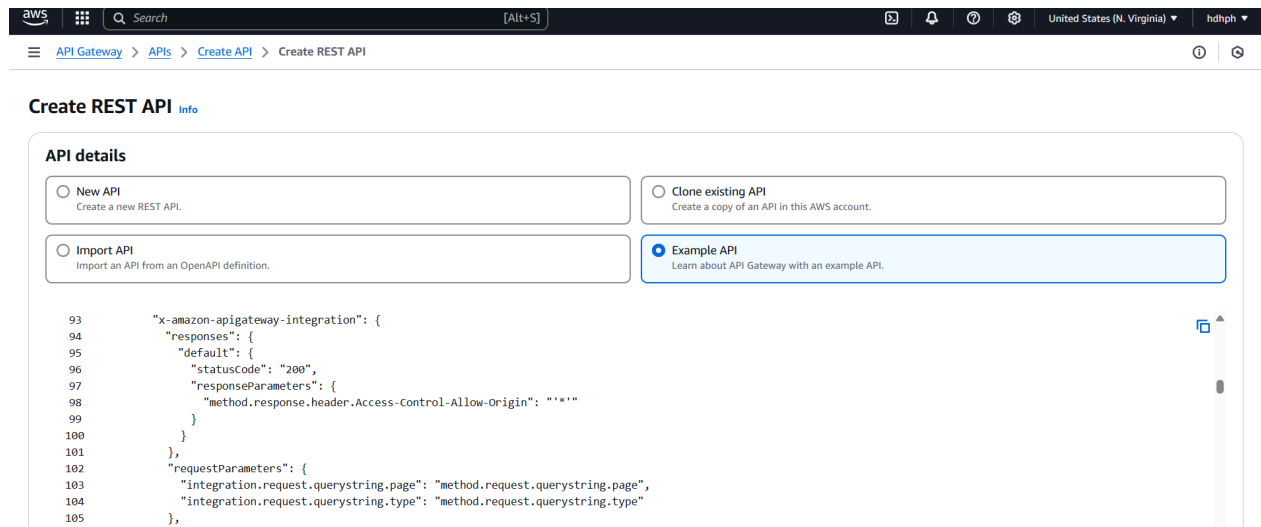 aws Search [Alt+S] United States (N. Virginia) ▼ hdhph ▼
API Gateway > APIs > Create API > Create REST API
Create REST API Info
API details
New API
Create a new REST API.
Clone existing API
Create a copy of an API in this AWS account.
Import API
Import an API from an OpenAPI definition.
Example API
Learn about API Gateway with an example API.
93 "x-amazon-apigateway-integration": {
94 "responses": {
95 "default": {
96 "statusCode": "200",
97 "responseParameters": {
98 "method.response.header.Access-Control-Allow-Origin": "'*'"
99 }
100 }
101 },
102 "requestParameters": {
103 "integration.request.querystring.page": "method.request.querystring.page",
104 "integration.request.querystring.type": "method.request.querystring.type"
105 },